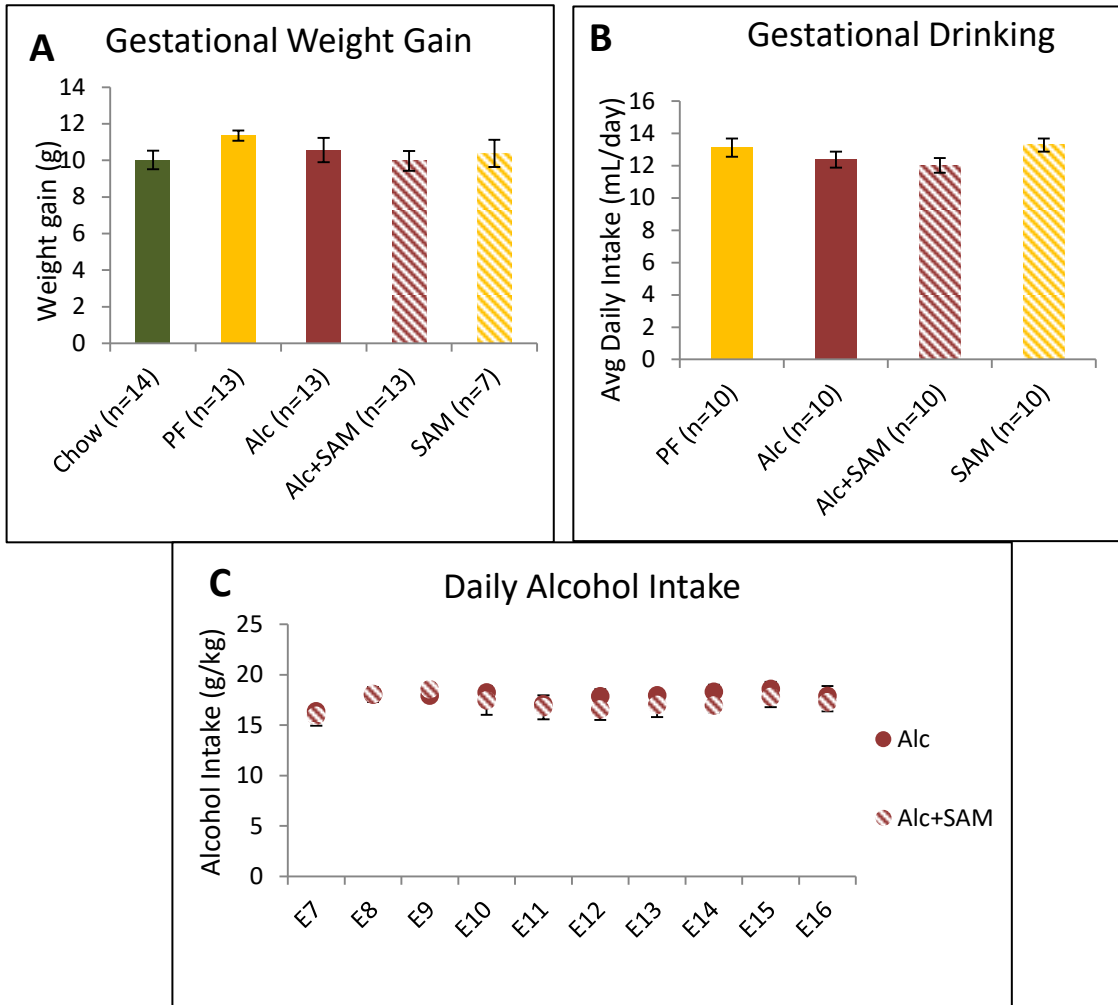 A
Gestational Weight Gain
Weight gain (g)
14
12
10
8
6
4
2
0
Chow (n=14)
PF (n=13)
Alc (n=13)
Alc+SAM (n=13)
SAM (n=7)
B
Gestational Drinking
Avg Daily Intake (mL/day)
16
14
12
10
8
6
4
2
0
PF (n=10)
Alc (n=10)
Alc+SAM (n=10)
SAM (n=10)
C
Daily Alcohol Intake
Alcohol Intake (g/kg)
25
20
15
10
5
0
E7
E8
E9
E10
E11
E12
E13
E14
E15
E16
Alc
Alc+SAM